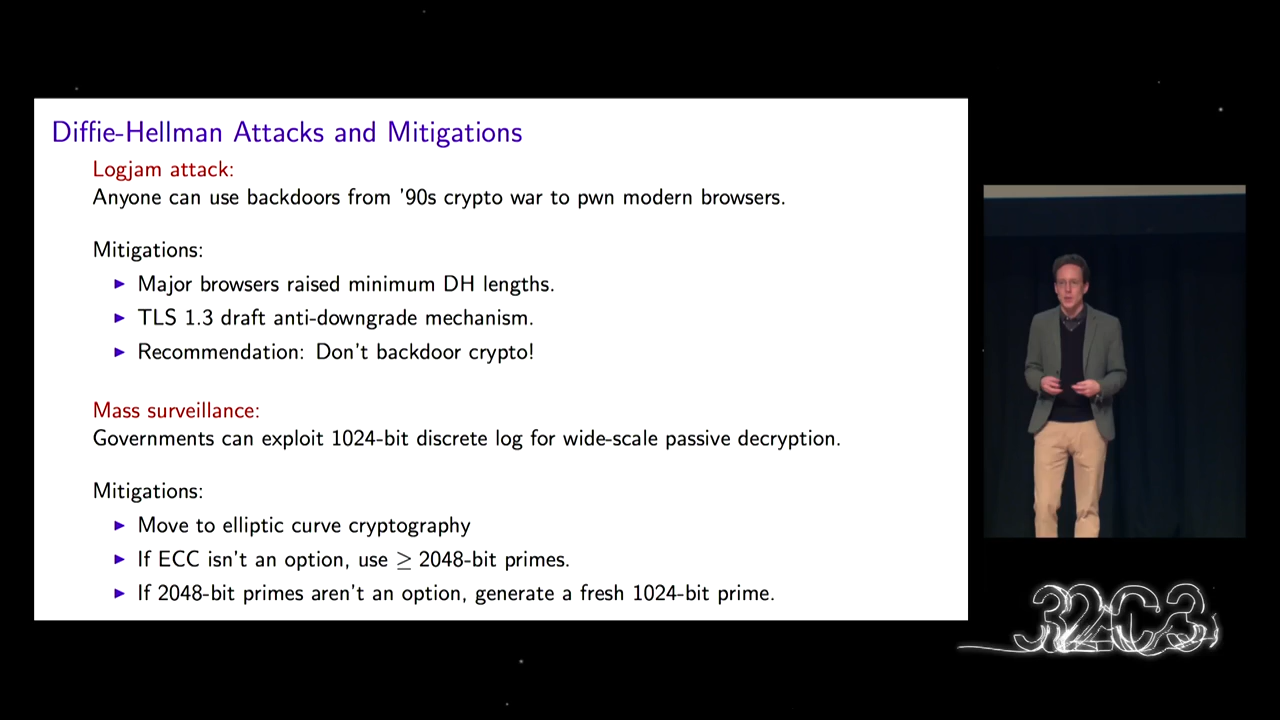 Diffie-Hellman Attacks and Mitigations
Logjam attack:
Anyone can use backdoors from '90s crypto war to pwn modern browsers.
Mitigations:
► Major browsers raised minimum DH lengths.
► TLS 1.3 draft anti-downgrade mechanism.
► Recommendation: Don't backdoor crypto!
Mass surveillance:
Governments can exploit 1024-bit discrete log for wide-scale passive decryption.
Mitigations:
► Move to elliptic curve cryptography
► If ECC isn't an option, use ≥ 2048-bit primes.
► If 2048-bit primes aren't an option, generate a fresh 1024-bit prime.
32C3